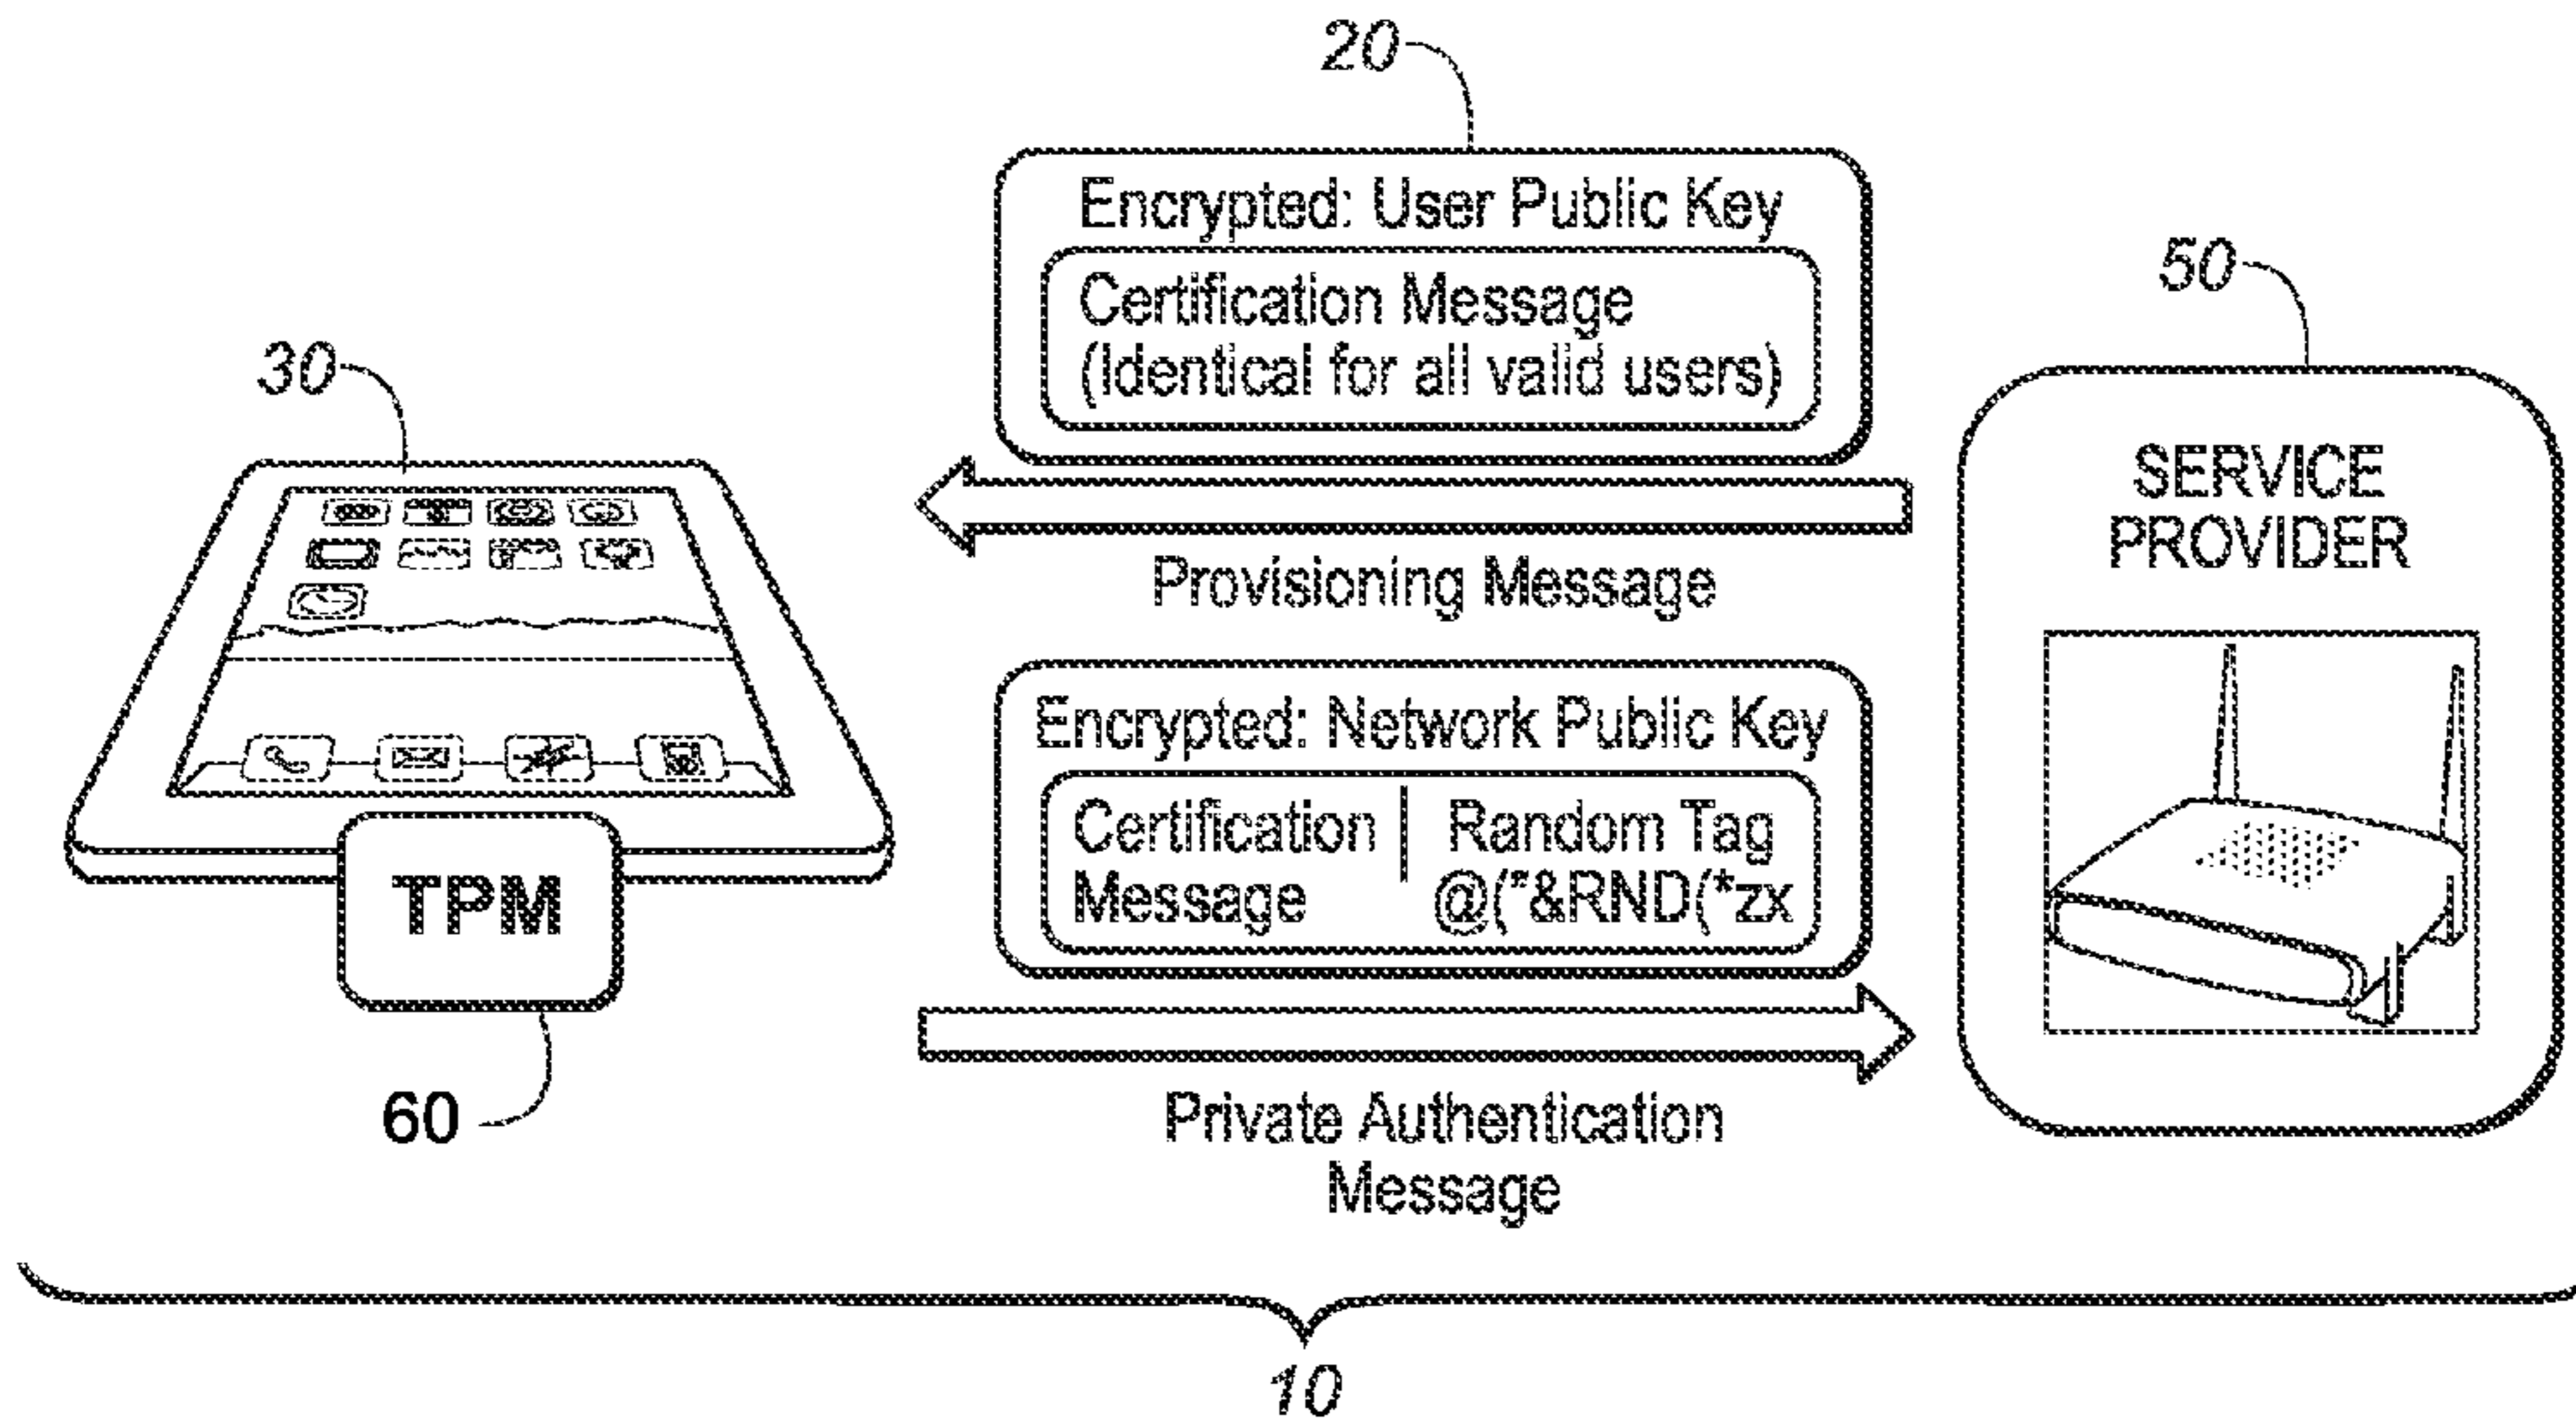 20
Encrypted: User Public Key
Certification Message
(Identical for all valid users)
50
30
SERVICE
PROVIDER
Provisioning Message
Encrypted: Network Public Key
Certification | Random Tag
Message @(*&RND(*zx
TPM
60
Private Authentication
Message
10